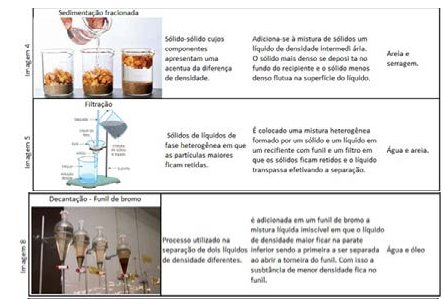 Sedimentação fracionada
Imagem 4
Sólido-sólido cujos
componentes
apresentam uma
acentua da diferença
de densidade.
Adiciona-se à mistura de sólidos um
líquido de densidade intermedi ária.
O sólido mais denso se deposi ta no
fundo do recipiente e o sólido menos
denso flutua na superfície do líquido.
Areia e
serragem.
Filtração
Imagem 5
Sólidos de líquidos de
fase heterogênea em que
as partículas maiores
ficam retidas.
É colocado uma mistura heterogênea
formado por um sólido e um líquido em
um recifiente com funil e um filtro em
que os sólidos ficam retidos e o líquido
transpassa efetivando a separação.
Água e areia.
Decantação - Funil de bromo
Imagem 8
Processo utilizado na
separação de dois líquidos
de densidade diferentes.
é adicionada em um funil de bromo a
mistura líquida imiscível em que o líquido
de densidade maior ficar na parate
inferior sendo a primeira a ser separada
ao abrir a torneira do funil. Com isso a
susbtância de menor densidade fica no
funil.
Água e óleo